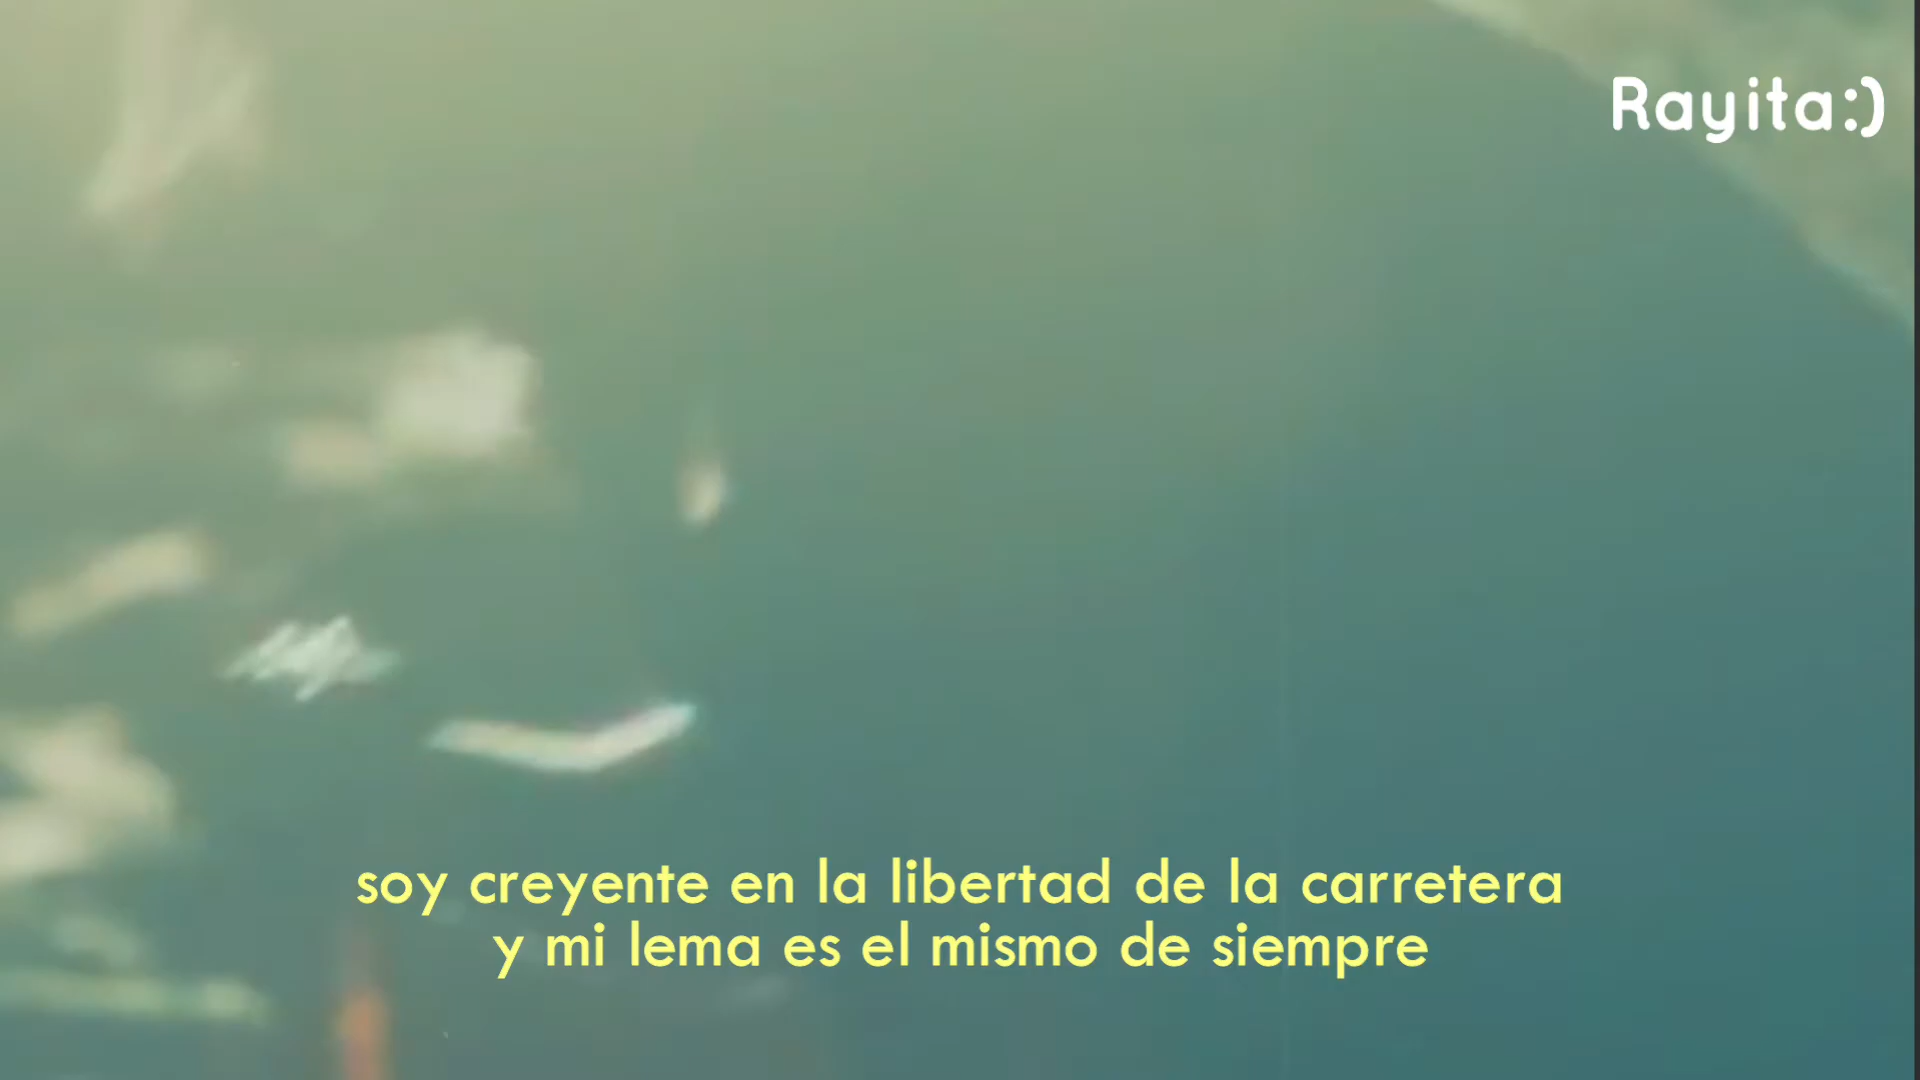 Rayita:)
soy creyente en la libertad de la carretera
y mi lema es el mismo de siempre